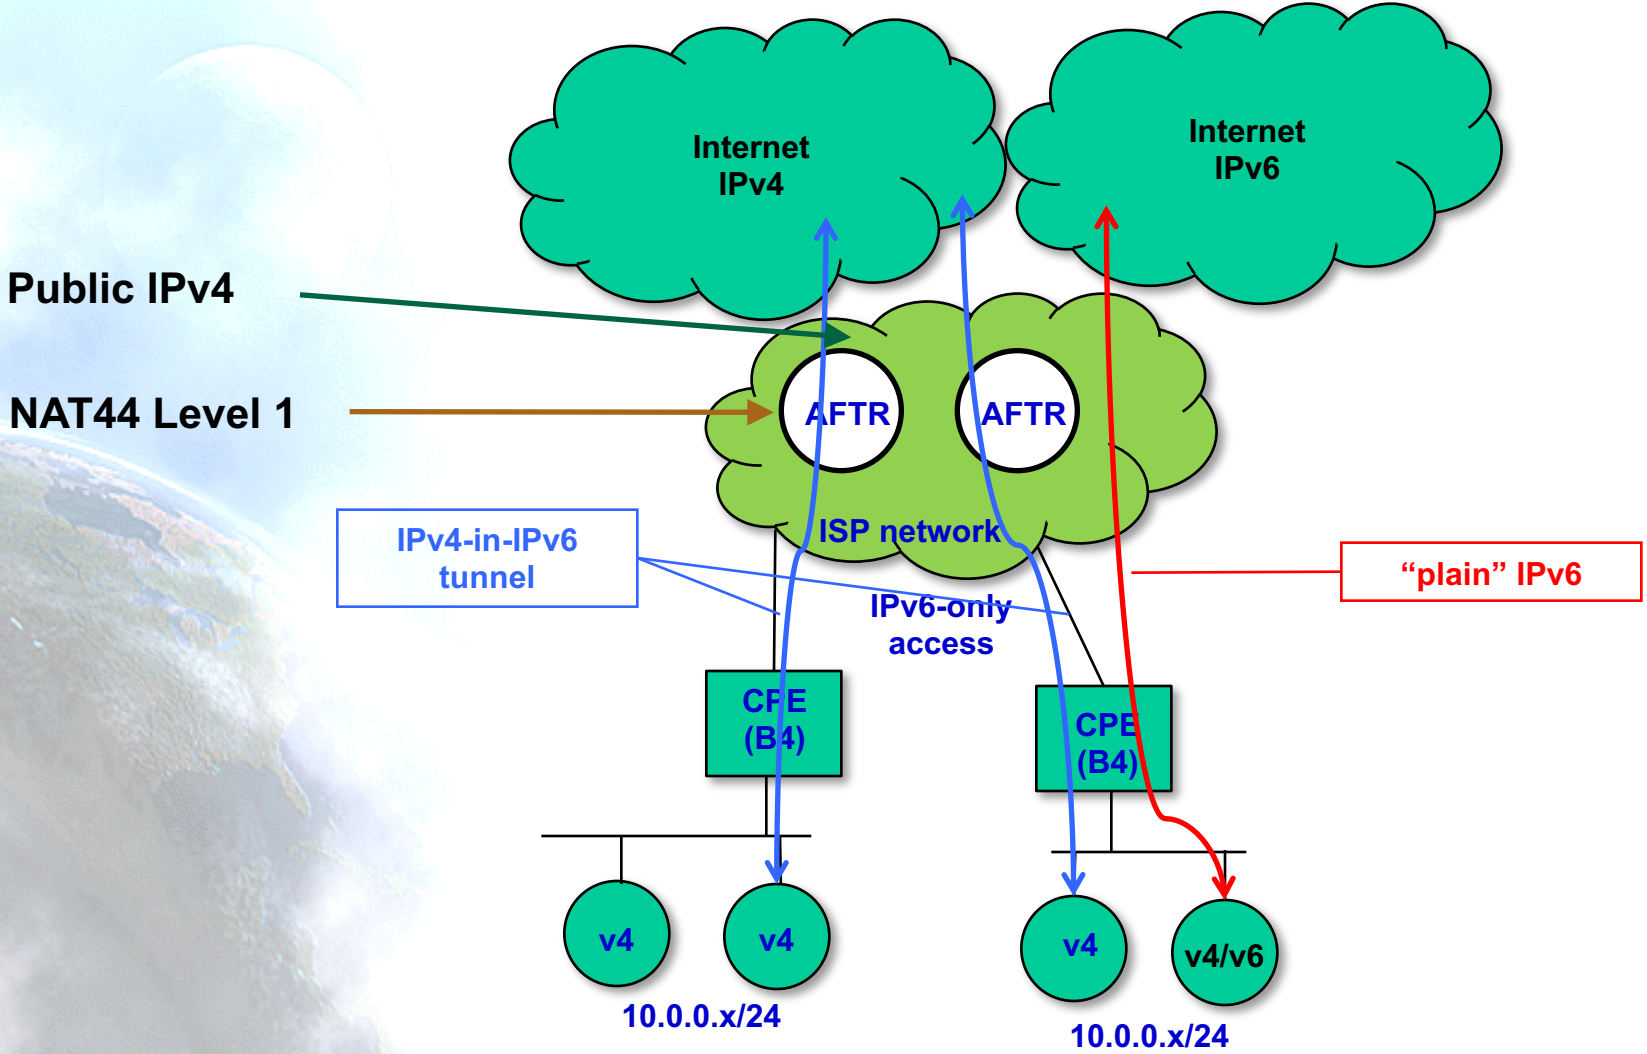 Internet
IPv4
Internet
IPv6
Public IPv4
NAT44 Level 1
AFTR
AFTR
IPv4-in-IPv6
tunnel
ISP network
“plain” IPv6
IPv6-only
access
CPE
(B4)
CPE
(B4)
v4
v4
v4
v4/v6
10.0.0.x/24
10.0.0.x/24